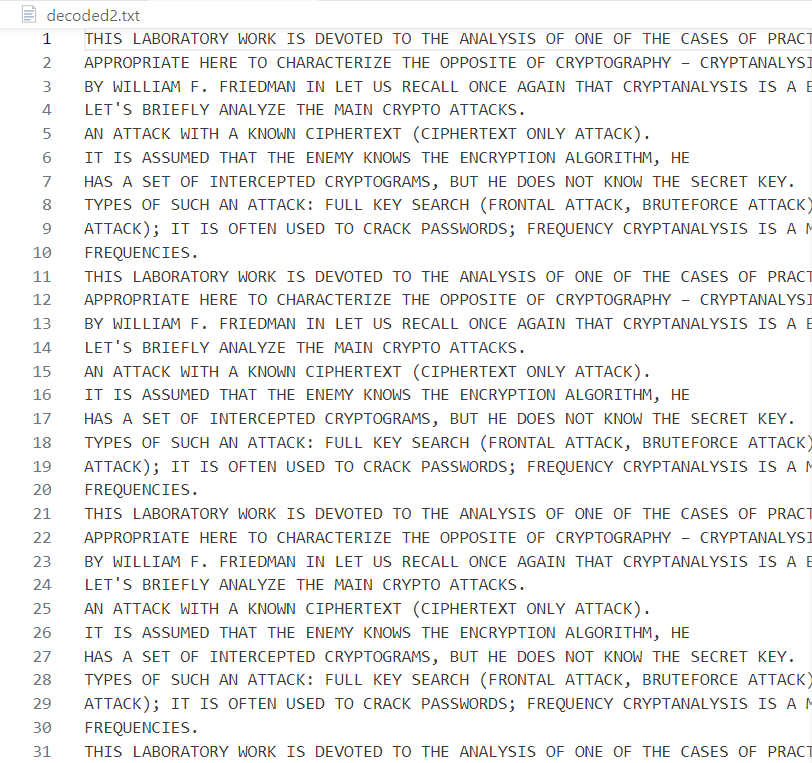 decoded2.txt
1 THIS LABORATORY WORK IS DEVOTED TO THE ANALYSIS OF ONE OF THE CASES OF PRACT
2 APPROPRIATE HERE TO CHARACTERIZE THE OPPOSITE OF CRYPTOGRAPHY – CRYPTANALYSI
3 BY WILLIAM F. FRIEDMAN IN LET US RECALL ONCE AGAIN THAT CRYPTANALYSIS IS A
4 LET'S BRIEFLY ANALYZE THE MAIN CRYPTO ATTACKS.
5 AN ATTACK WITH A KNOWN CIPHERTEXT (CIPHERTEXT ONLY ATTACK).
6 IT IS ASSUMED THAT THE ENEMY KNOWS THE ENCRYPTION ALGORITHM, HE
7 HAS A SET OF INTERCEPTED CRYPTOGRAMS, BUT HE DOES NOT KNOW THE SECRET KEY.
8 TYPES OF SUCH AN ATTACK: FULL KEY SEARCH (FRONTAL ATTACK, BRUTEFORCE ATTACK)
9 ATTACK); IT IS OFTEN USED TO CRACK PASSWORDS; FREQUENCY CRYPTANALYSIS IS A M
10 FREQUENCIES.
11 THIS LABORATORY WORK IS DEVOTED TO THE ANALYSIS OF ONE OF THE CASES OF PRACT
12 APPROPRIATE HERE TO CHARACTERIZE THE OPPOSITE OF CRYPTOGRAPHY – CRYPTANALYSI
13 BY WILLIAM F. FRIEDMAN IN LET US RECALL ONCE AGAIN THAT CRYPTANALYSIS IS A
14 LET'S BRIEFLY ANALYZE THE MAIN CRYPTO ATTACKS.
15 AN ATTACK WITH A KNOWN CIPHERTEXT (CIPHERTEXT ONLY ATTACK).
16 IT IS ASSUMED THAT THE ENEMY KNOWS THE ENCRYPTION ALGORITHM, HE
17 HAS A SET OF INTERCEPTED CRYPTOGRAMS, BUT HE DOES NOT KNOW THE SECRET KEY.
18 TYPES OF SUCH AN ATTACK: FULL KEY SEARCH (FRONTAL ATTACK, BRUTEFORCE ATTACK)
19 ATTACK); IT IS OFTEN USED TO CRACK PASSWORDS; FREQUENCY CRYPTANALYSIS IS A M
20 FREQUENCIES.
21 THIS LABORATORY WORK IS DEVOTED TO THE ANALYSIS OF ONE OF THE CASES OF PRACT
22 APPROPRIATE HERE TO CHARACTERIZE THE OPPOSITE OF CRYPTOGRAPHY – CRYPTANALYSI
23 BY WILLIAM F. FRIEDMAN IN LET US RECALL ONCE AGAIN THAT CRYPTANALYSIS IS A
24 LET'S BRIEFLY ANALYZE THE MAIN CRYPTO ATTACKS.
25 AN ATTACK WITH A KNOWN CIPHERTEXT (CIPHERTEXT ONLY ATTACK).
26 IT IS ASSUMED THAT THE ENEMY KNOWS THE ENCRYPTION ALGORITHM, HE
27 HAS A SET OF INTERCEPTED CRYPTOGRAMS, BUT HE DOES NOT KNOW THE SECRET KEY.
28 TYPES OF SUCH AN ATTACK: FULL KEY SEARCH (FRONTAL ATTACK, BRUTEFORCE ATTACK)
29 ATTACK); IT IS OFTEN USED TO CRACK PASSWORDS; FREQUENCY CRYPTANALYSIS IS A M
30 FREQUENCIES.
31 THIS LABORATORY WORK IS DEVOTED TO THE ANALYSIS OF ONE OF THE CASES OF PRACT